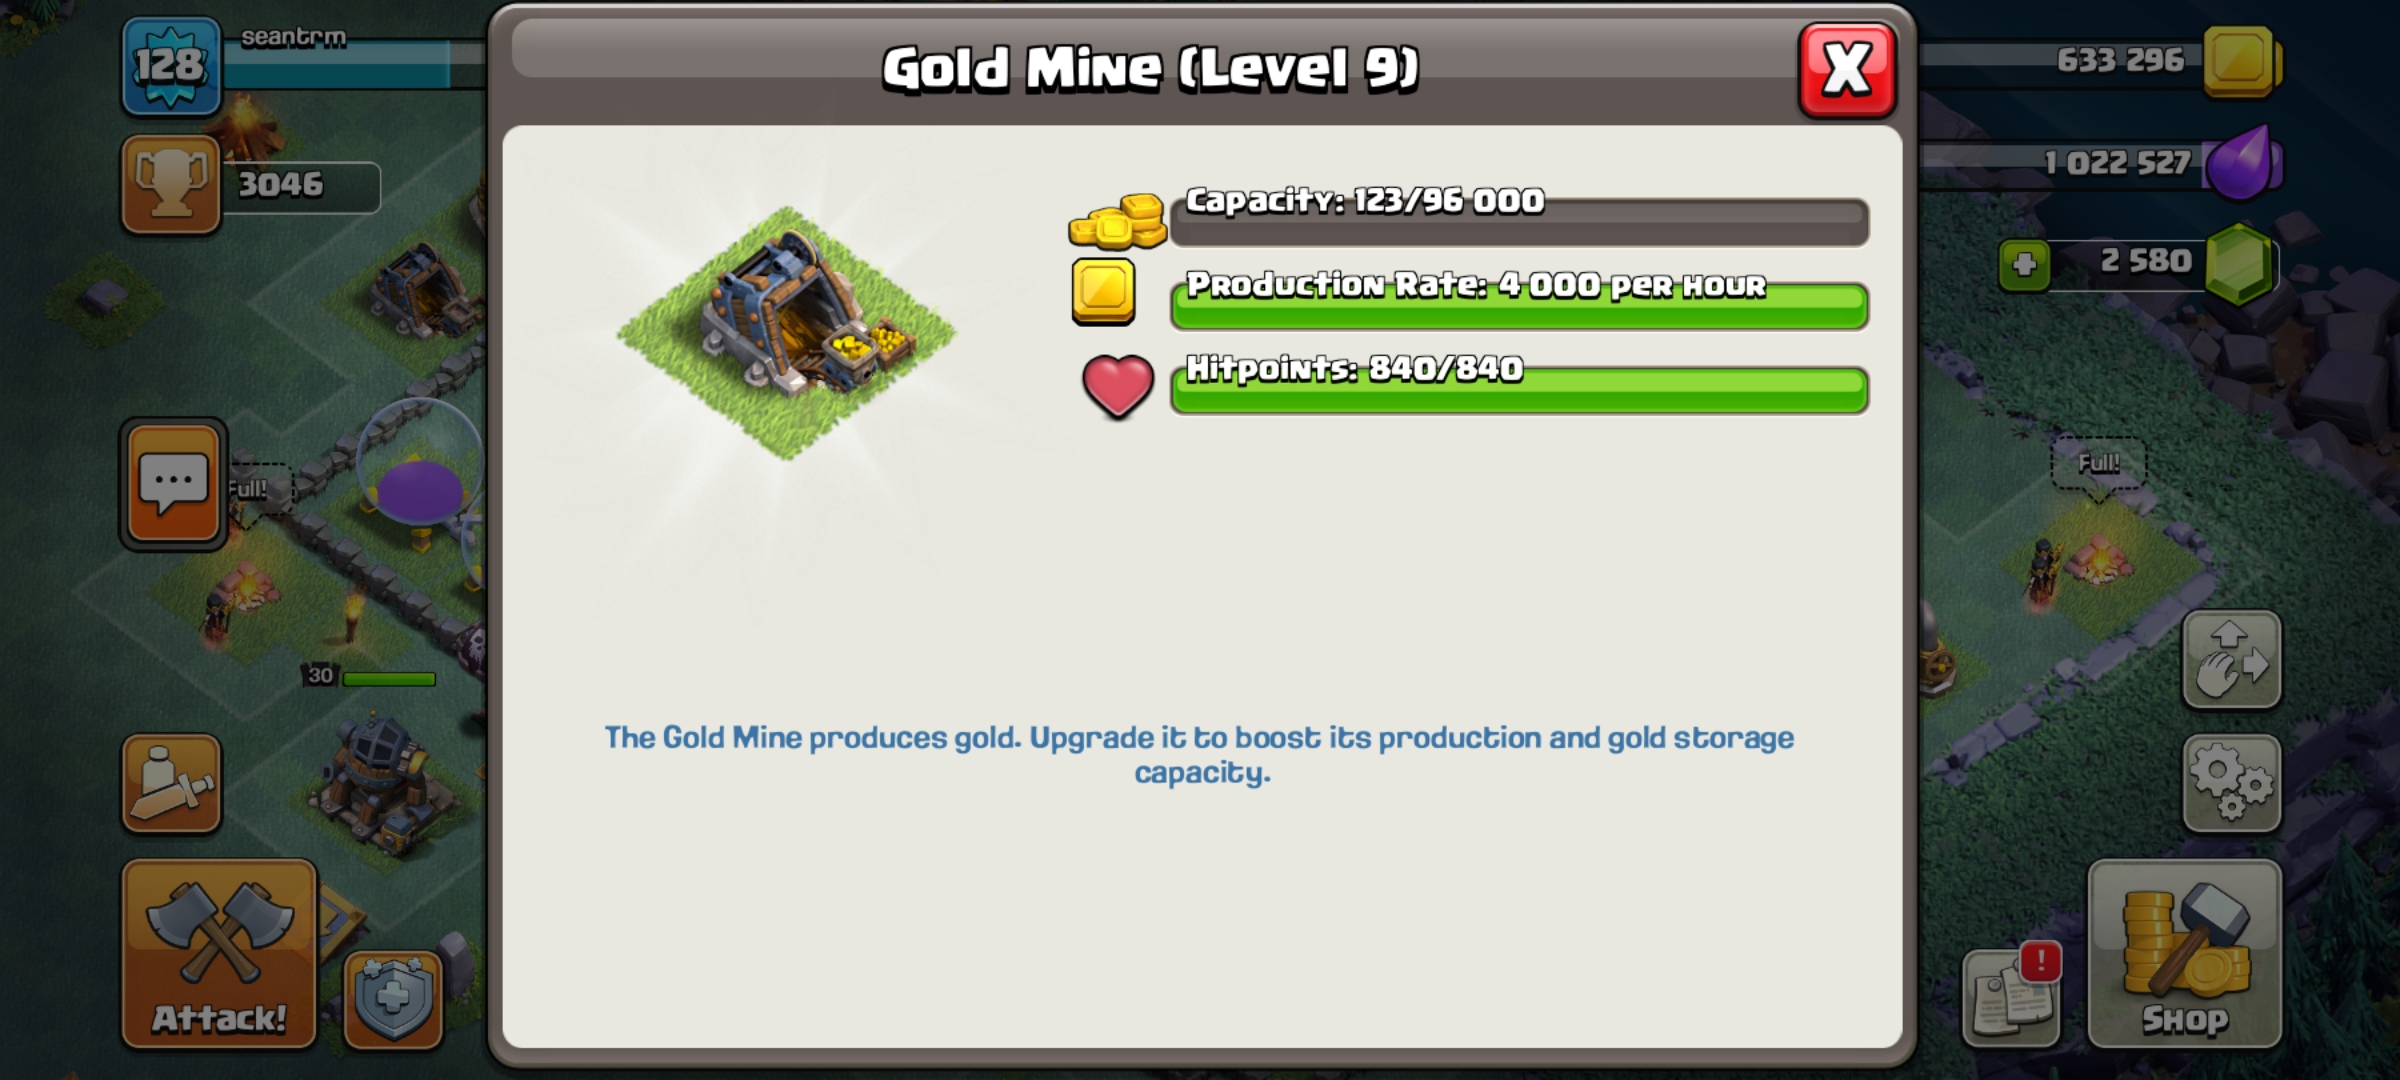 128
seantrm
Gold Mine (Level 9)
X
633 296
3046
1 022 527
Capacity: 123/96 000
2 580
Production Rate: 4 000 per hour
Hitpoints: 840/840
Full!
Full!
30
The Gold Mine produces gold. Upgrade it to boost its production and gold storage
capacity.
!
Attack!
Shop